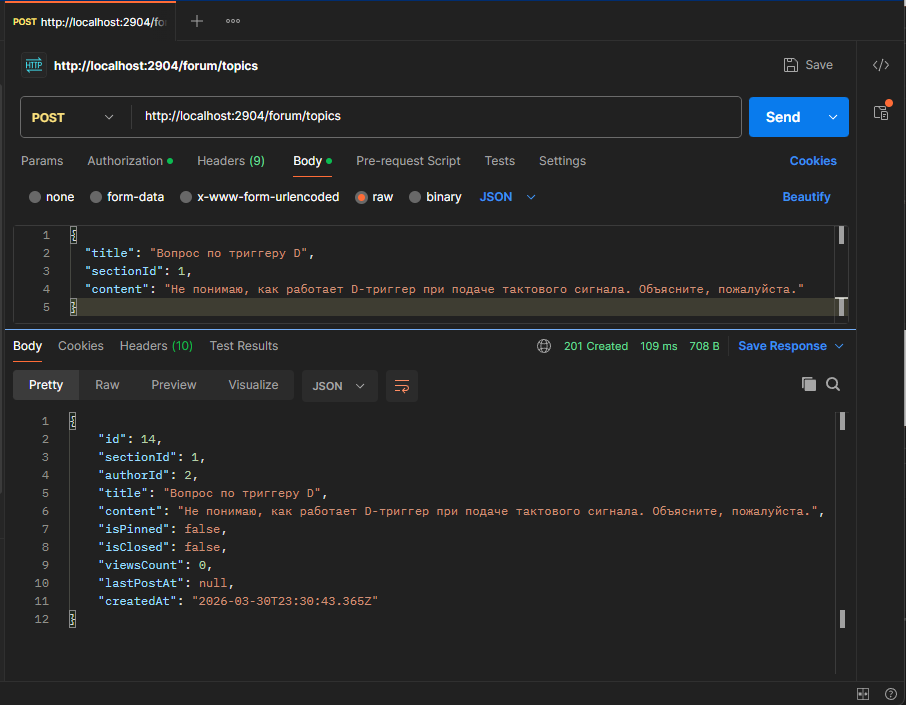 POST http://localhost:2904/fo
http://localhost:2904/forum/topics
Save
POST http://localhost:2904/forum/topics Send
Params Authorization Headers (9) Body Pre-request Script Tests Settings Cookies
none form-data x-www-form-urlencoded raw binary JSON Beautify
1 {
2 "title": "Вопрос по триггеру D",
3 "sectionId": 1,
4 "content": "Не понимаю, как работает D-триггер при подаче тактового сигнала. Объясните, пожалуйста."
5 }
Body Cookies Headers (10) Test Results 201 Created 109 ms 708 B Save Response
Pretty Raw Preview Visualize JSON
1 {
2 "id": 14,
3 "sectionId": 1,
4 "authorId": 2,
5 "title": "Вопрос по триггеру D",
6 "content": "Не понимаю, как работает D-триггер при подаче тактового сигнала. Объясните, пожалуйста.",
7 "isPinned": false,
8 "isClosed": false,
9 "viewsCount": 0,
10 "lastPostAt": null,
11 "createdAt": "2026-03-30T23:30:43.365Z"
12 }